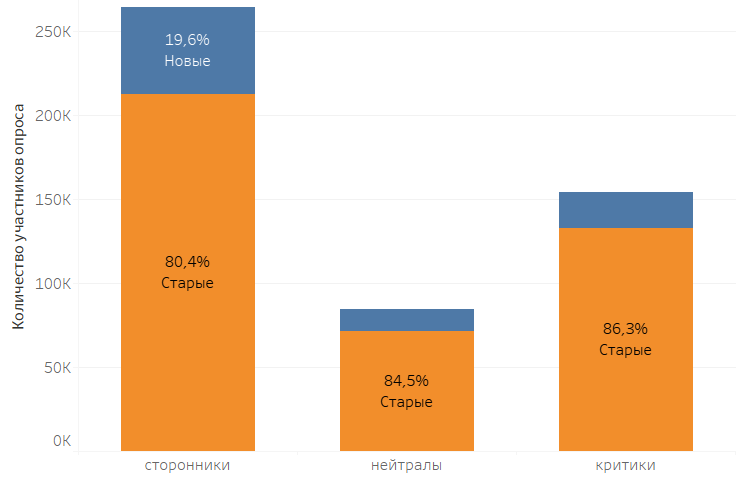 Количество участников опроса
250K
200K
150K
100K
50K
0K
19,6%
Новые
80,4%
Старые
84,5%
Старые
86,3%
Старые
сторонники
нейтралы
критики